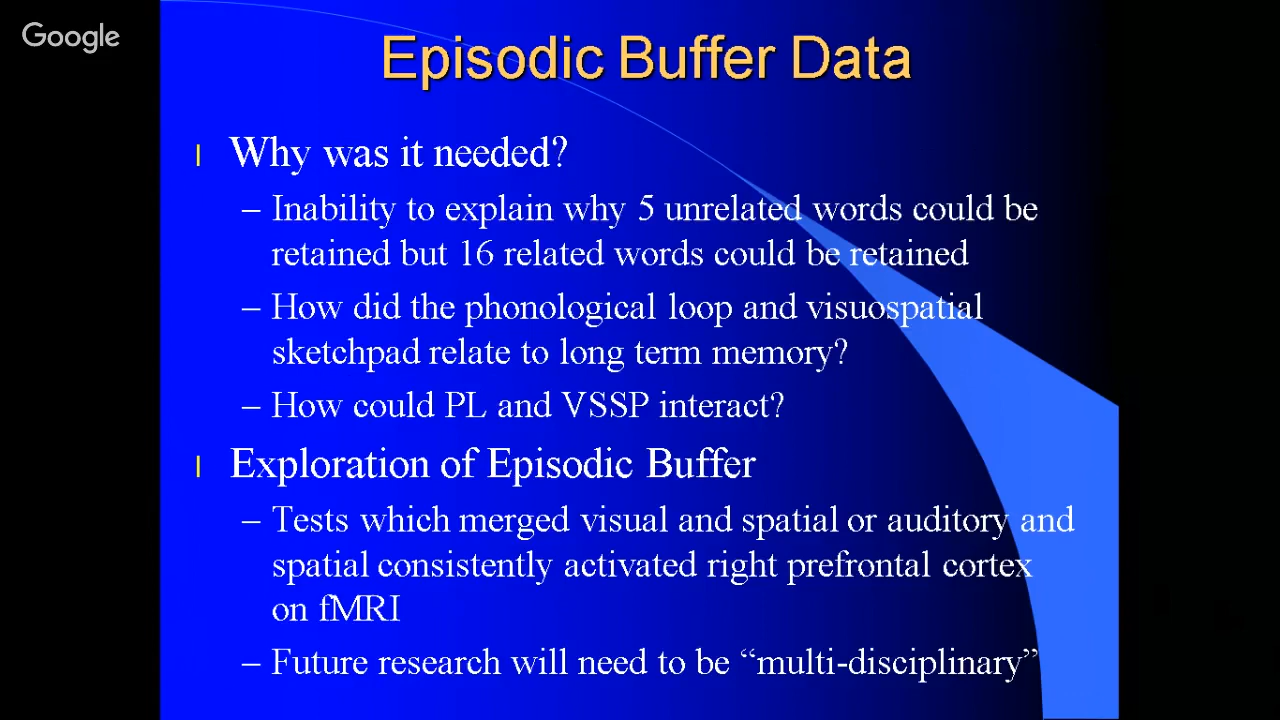 Google
Episodic Buffer Data
l Why was it needed?
– Inability to explain why 5 unrelated words could be
retained but 16 related words could be retained
– How did the phonological loop and visuospatial
sketchpad relate to long term memory?
– How could PL and VSSP interact?
l Exploration of Episodic Buffer
– Tests which merged visual and spatial or auditory and
spatial consistently activated right prefrontal cortex
on fMRI
– Future research will need to be “multi-disciplinary”